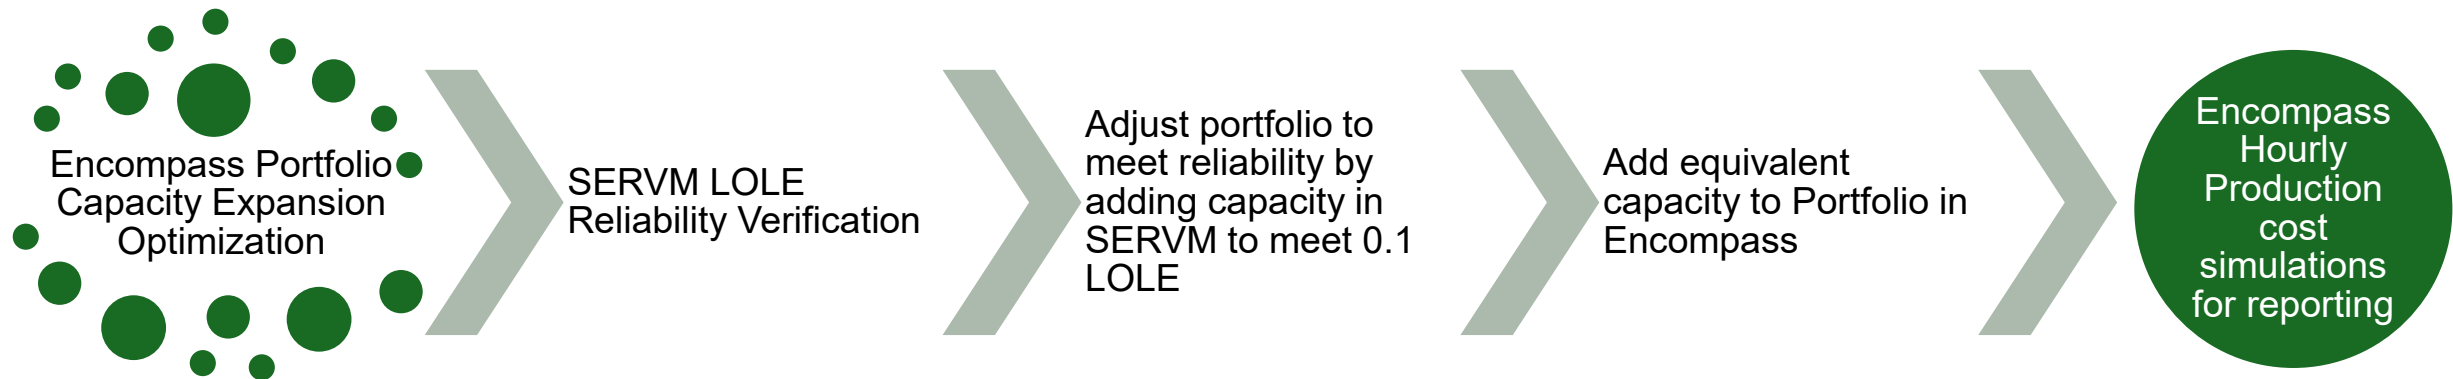 Encompass Portfolio
Capacity Expansion
Optimization
SERVM LOLE
Reliability Verification
Adjust portfolio to
meet reliability by
adding capacity in
SERVM to meet 0.1
LOLE
Add equivalent
capacity to Portfolio in
Encompass
Encompass
Hourly
Production
cost
simulations
for reporting